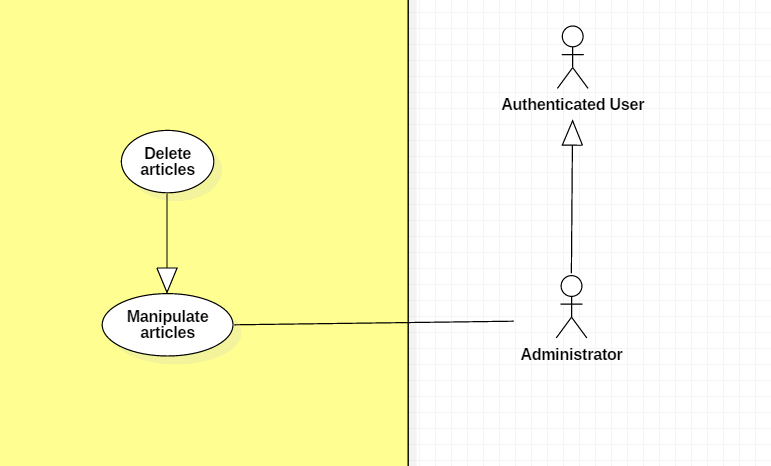 Authenticated User
Delete
articles
Manipulate
articles
Administrator